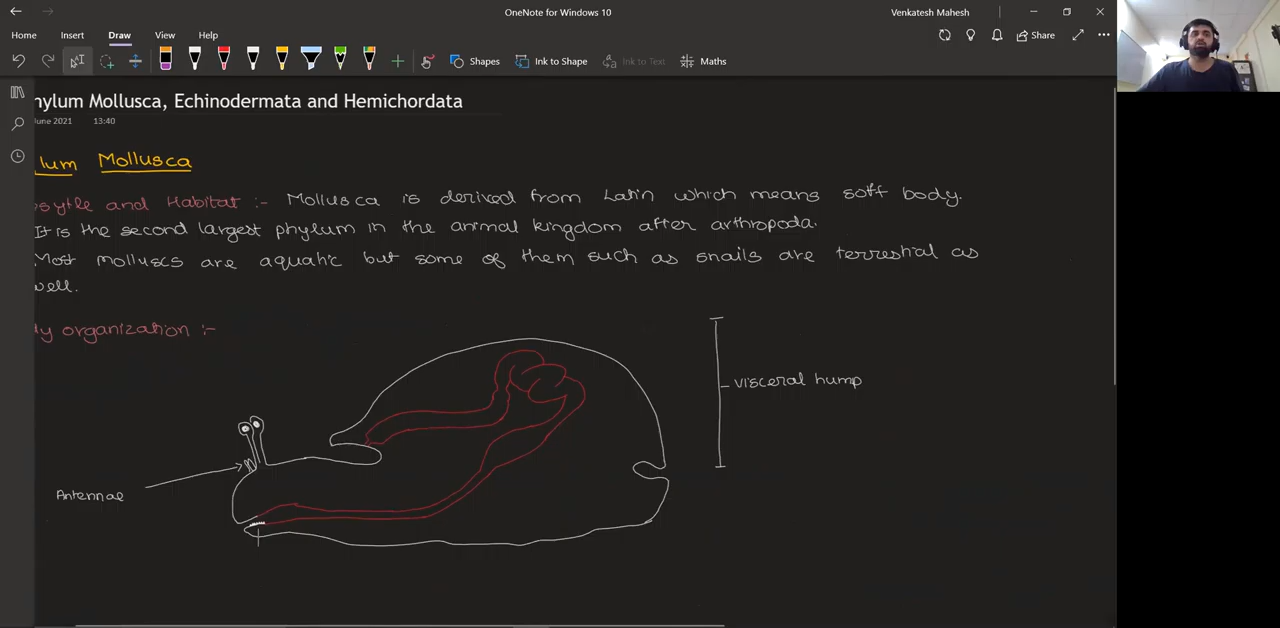 OneNote for Windows 10
Venkatesh Mahesh
Home Insert Draw View Help
Share
Shapes Ink to Shape Ink to Text Maths
hylum Mollusca, Echinodermata and Hemichordata
June 2021 13:40
lum Mollusca
esytle and Habitat :- Mollusca is derived from Latin which means soft body.
It is the second largest phylum in the animal kingdom after arthropoda.
Most molluscs are aquatic but some of them such as snails are terrestrial as
well.
dy organization :-
visceral hump
Antennae